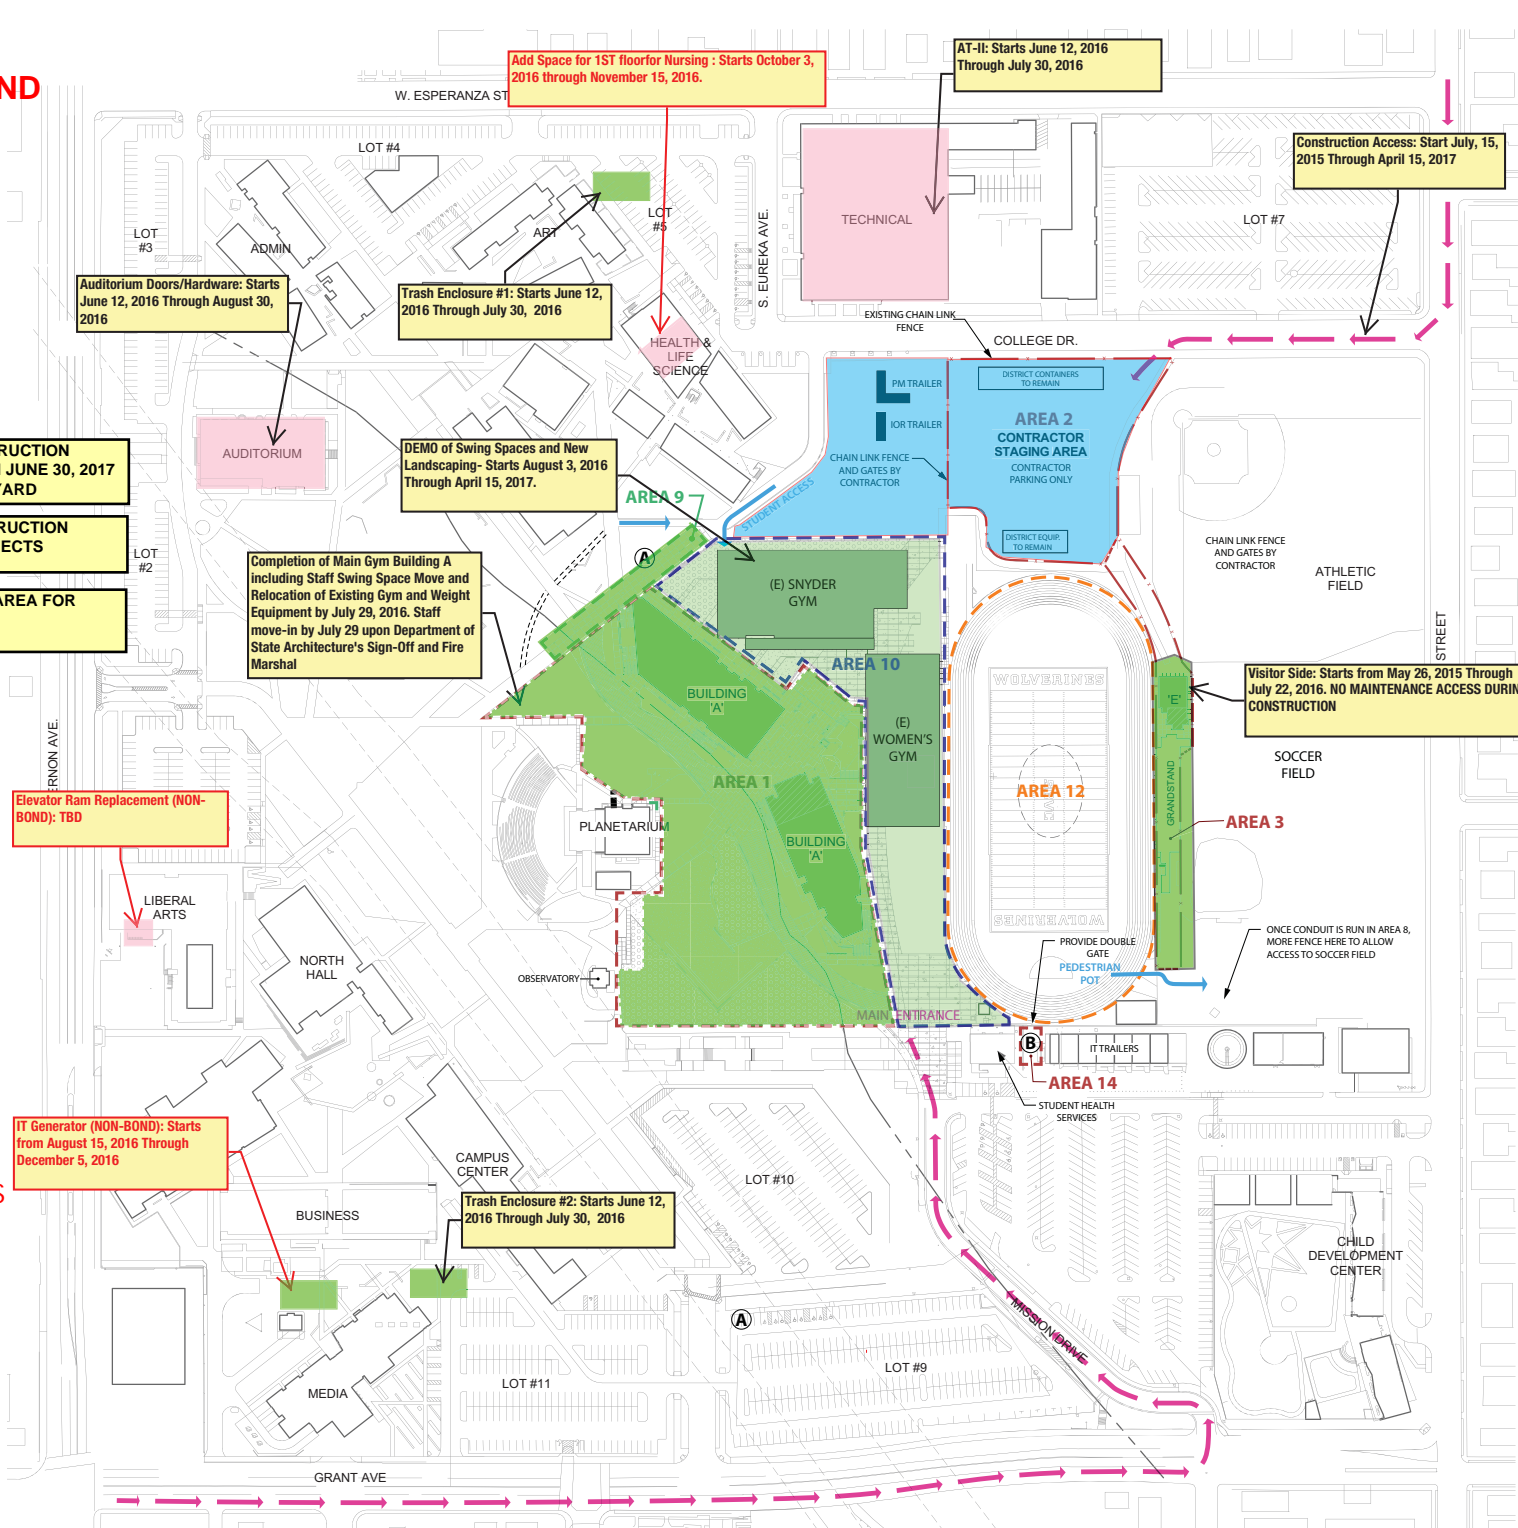 ND
Add Space for 1ST floorfor Nursing : Starts October 3,
2016 through November 15, 2016.
AT-II: Starts June 12, 2016
Through July 30, 2016
W. ESPERANZA ST
Construction Access: Start July, 15,
2015 Through April 15, 2017
LOT #4
LOT
#3
ADMIN
ART
LOT
#5
S. EUREKA AVE.
TECHNICAL
LOT #7
Auditorium Doors/Hardware: Starts
June 12, 2016 Through August 30,
2016
Trash Enclosure #1: Starts June 12,
2016 Through July 30,  2016
EXISTING CHAIN LINK
FENCE
COLLEGE DR.
HEALTH &
LIFE
SCIENCE
DISTRICT CONTAINERS
TO REMAIN
PM TRAILER
IOR TRAILER
AREA 2
CONTRACTOR
STAGING AREA
CONTRACTOR
PARKING ONLY
CHAIN LINK FENCE
AND GATES BY
CONTRACTOR
AUDITORIUM
RUCTION
JUNE 30, 2017
YARD
DEMO of Swing Spaces and New
Landscaping- Starts August 3, 2016
Through April 15, 2017.
AREA 9
STUDENT ACCESS
RUCTION
ECTS
LOT
#2
DISTRICT EQUIP.
TO REMAIN
CHAIN LINK FENCE
AND GATES BY
CONTRACTOR
ATHLETIC
FIELD
A
Completion of Main Gym Building A
including Staff Swing Space Move and
Relocation of Existing Gym and Weight
Equipment by July 29, 2016. Staff
move-in by July 29 upon Department of
State Architecture's Sign-Off and Fire
Marshal
(E) SNYDER
GYM
AREA FOR
STREET
AREA 10
WOLVERINES
'E'
Visitor Side: Starts from May 26, 2015 Through
July 22, 2016. NO MAINTENANCE ACCESS DURIN
CONSTRUCTION
BUILDING
'A'
(E)
WOMEN'S
GYM
ERNON AVE.
SOCCER
FIELD
AREA 1
AREA 12
GRANDSTAND
AREA 3
Elevator Ram Replacement (NON-
BOND): TBD
PLANETARIUM
BUILDING
'A'
LIBERAL
ARTS
WOLVERINES
NORTH
HALL
OBSERVATORY
PROVIDE DOUBLE
GATE
PEDESTRIAN
POT
ONCE CONDUIT IS RUN IN AREA 8,
MORE FENCE HERE TO ALLOW
ACCESS TO SOCCER FIELD
MAIN ENTRANCE
B
IT TRAILERS
AREA 14
STUDENT HEALTH
SERVICES
IT Generator (NON-BOND): Starts
from August 15, 2016 Through
December 5, 2016
S
CAMPUS
CENTER
LOT #10
BUSINESS
Trash Enclosure #2: Starts June 12,
2016 Through July 30,  2016
CHILD
DEVELOPMENT
CENTER
A
MISSION DRIVE
LOT #9
MEDIA
LOT #11
GRANT AVE